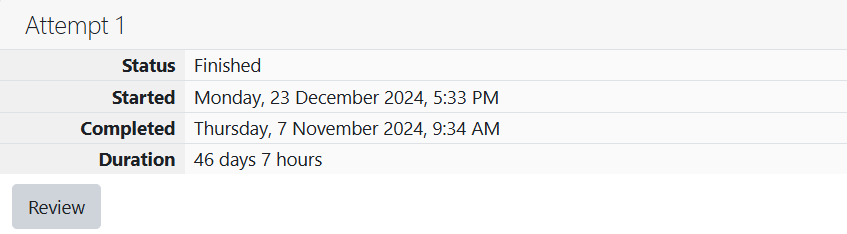 Attempt 1
Status Finished
Started Monday, 23 December 2024, 5:33 PM
Completed Thursday, 7 November 2024, 9:34 AM
Duration 46 days 7 hours
Review